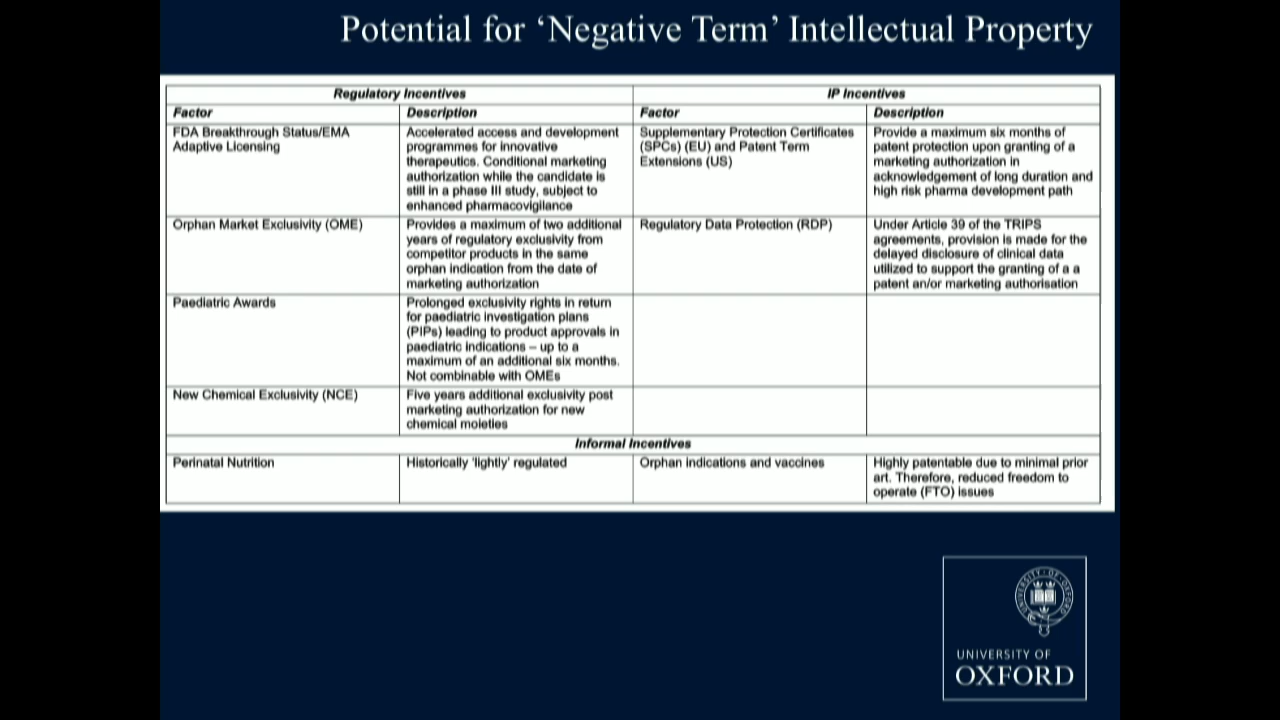 Potential for ‘Negative Term’ Intellectual Property
Regulatory Incentives
IP Incentives
Factor
Description
Factor
Description
FDA Breakthrough Status/EMA
Adaptive Licensing
Accelerated access and development
programmes for innovative
therapeutics. Conditional marketing
authorization while the candidate is
still in a phase III study, subject to
enhanced pharmacovigilance
Supplementary Protection Certificates
(SPCs) (EU) and Patent Term
Extensions (US)
Provide a maximum six months of
patent protection upon granting of a
marketing authorization in
acknowledgement of long duration and
high risk pharma development path
Orphan Market Exclusivity (OME)
Provides a maximum of two additional
years of regulatory exclusivity from
competitor products in the same
orphan indication from the date of
marketing authorization
Regulatory Data Protection (RDP)
Under Article 39 of the TRIPS
agreements, provision is made for the
delayed disclosure of clinical data
utilized to support the granting of a a
patent an/or marketing authorisation
Paediatric Awards
Prolonged exclusivity rights in return
for paediatric investigation plans
(PIPs) leading to product approvals in
paediatric indications – up to a
maximum of an additional six months.
Not combinable with OMEs
New Chemical Exclusivity (NCE)
Five years additional exclusivity post
marketing authorization for new
chemical moieties
Informal Incentives
Perinatal Nutrition
Historically 'lightly' regulated
Orphan indications and vaccines
Highly patentable due to minimal prior
art. Therefore, reduced freedom to
operate (FTO) issues
UNIVERSITY OF OXFORD
UNIVERSITY OF
OXFORD